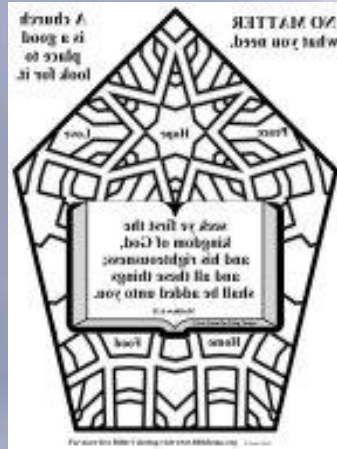 NO MATTER
what you need.
A church
is a good
place to
look for it.
Love
Hope
Peace
seek ye first the
kingdom of God,
and his righteousness;
and all these things
shall be added unto you.
Food
Home